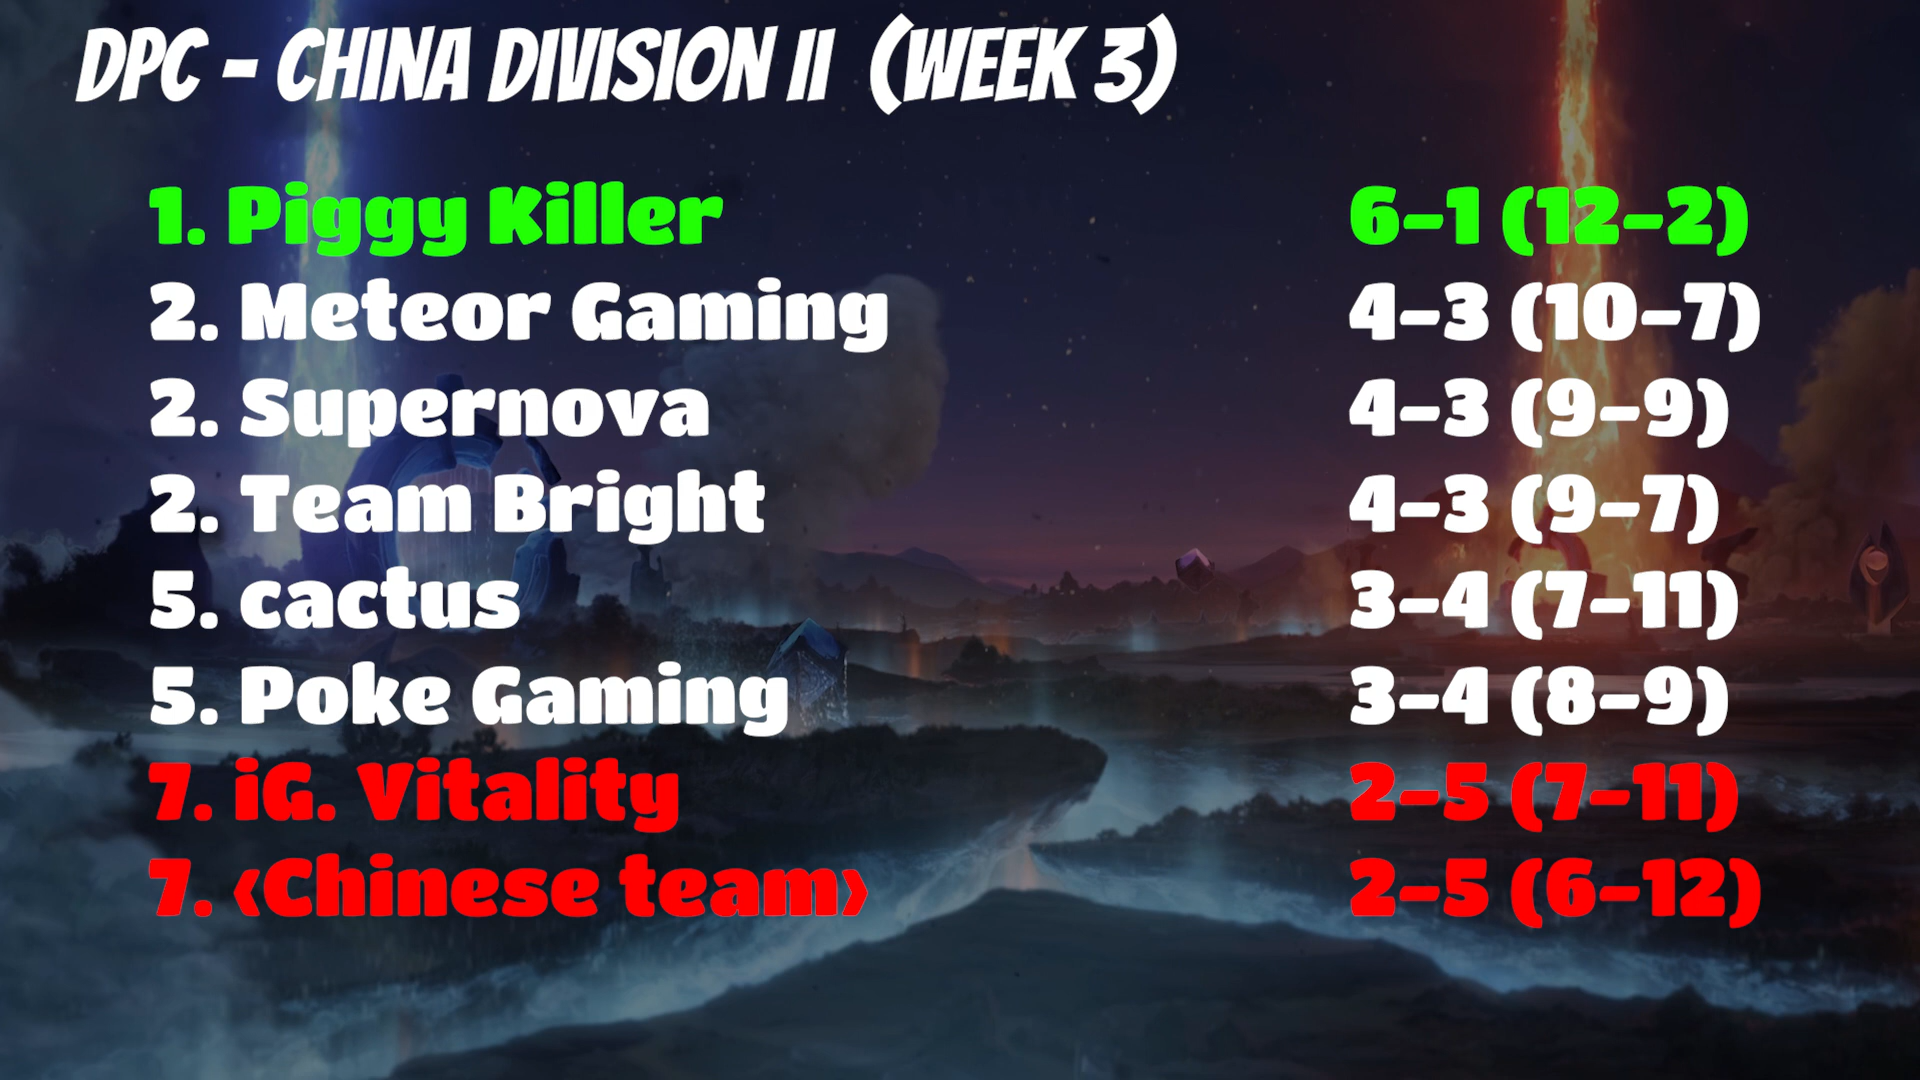 DPC - CHINA DIVISION II (WEEK 3)
1. Piggy Killer 6-1 (12-2)
2. Meteor Gaming 4-3 (10-7)
2. Supernova 4-3 (9-9)
2. Team Bright 4-3 (9-7)
5. cactus 3-4 (7-11)
5. Poke Gaming 3-4 (8-9)
7. iG. Vitality 2-5 (7-11)
7. ‹Chinese team› 2-5 (6-12)